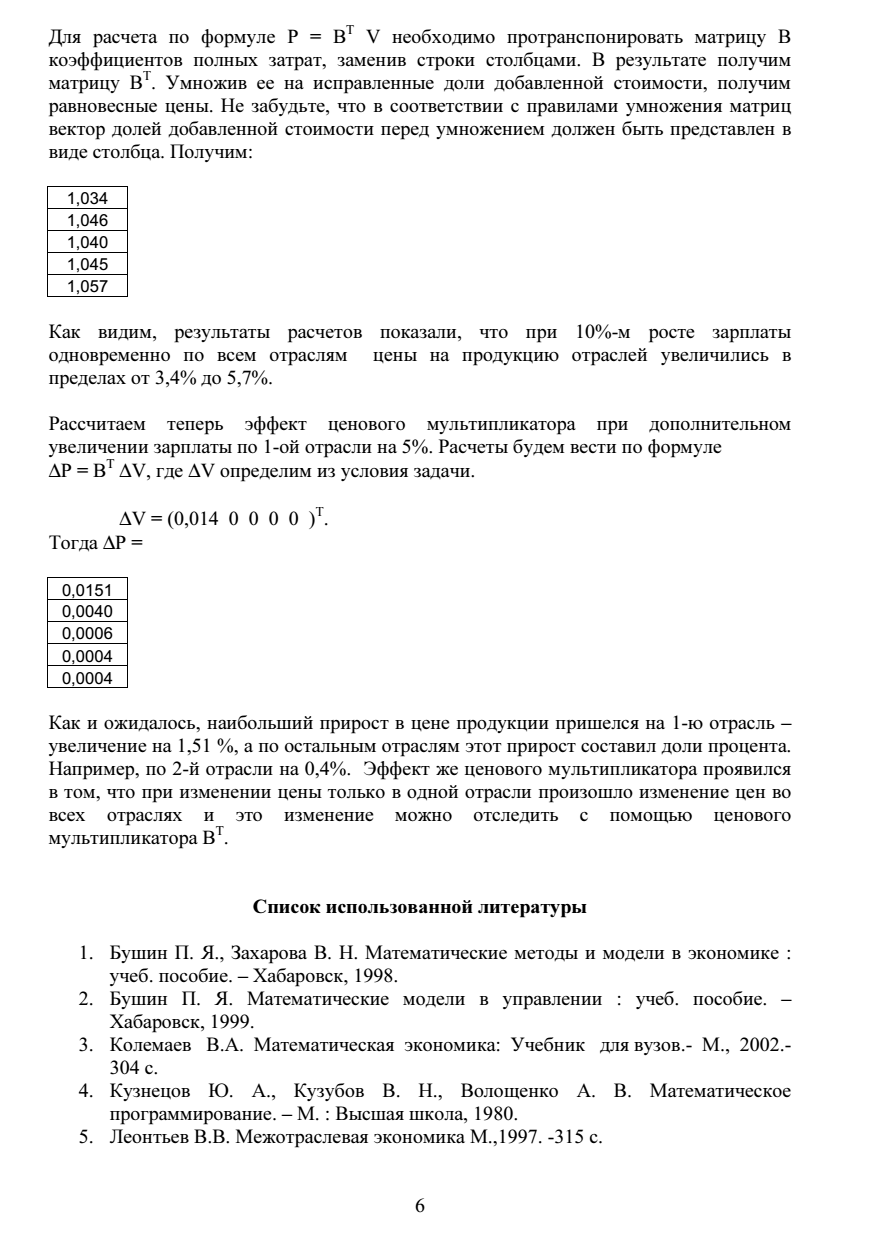 Для расчета по формуле P = Bᵀ V необходимо протранспонировать матрицу B
коэффициентов полных затрат, заменив строки столбцами. В результате получим
матрицу Bᵀ. Умножив ее на исправленные доли добавленной стоимости, получим
равновесные цены. Не забудьте, что в соответствии с правилами умножения матриц
вектор долей добавленной стоимости перед умножением должен быть представлен в
виде столбца. Получим:
1,034
1,046
1,040
1,045
1,057
Как видим, результаты расчетов показали, что при 10%-м росте зарплаты
одновременно по всем отраслям цены на продукцию отраслей увеличились в
пределах от 3,4% до 5,7%.
Рассчитаем теперь эффект ценового мультипликатора при дополнительном
увеличении зарплаты по 1-ой отрасли на 5%. Расчеты будем вести по формуле
ΔP = Bᵀ ΔV, где ΔV определим из условия задачи.
ΔV = (0,014 0 0 0 0 )ᵀ.
Тогда ΔP =
0,0151
0,0040
0,0006
0,0004
0,0004
Как и ожидалось, наибольший прирост в цене продукции пришелся на 1-ю отрасль –
увеличение на 1,51 %, а по остальным отраслям этот прирост составил доли процента.
Например, по 2-й отрасли на 0,4%. Эффект же ценового мультипликатора проявился
в том, что при изменении цены только в одной отрасли произошло изменение цен во
всех отраслях и это изменение можно отследить с помощью ценового
мультипликатора Bᵀ.
Список использованной литературы
1. Бушин П. Я., Захарова В. Н. Математические методы и модели в экономике :
учеб. пособие. – Хабаровск, 1998.
2. Бушин П. Я. Математические модели в управлении : учеб. пособие. –
Хабаровск, 1999.
3. Колемаев В.А. Математическая экономика: Учебник для вузов.- М., 2002.-
304 с.
4. Кузнецов Ю. А., Кузубов В. Н., Волощенко А. В. Математическое
программирование. – М. : Высшая школа, 1980.
5. Леонтьев В.В. Межотраслевая экономика М.,1997. -315 с.
6